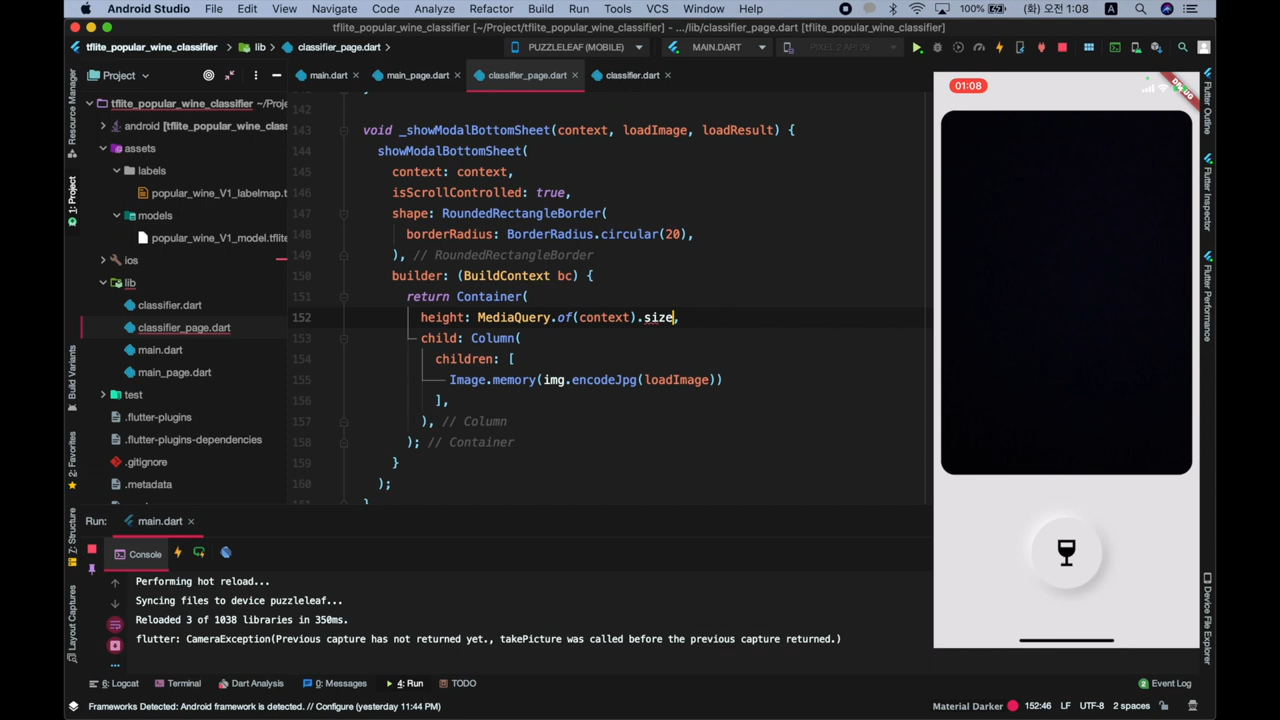 Android Studio File Edit View Navigate Code Analyze Refactor Build Run Tools VCS Window Help 100% (화) 오전 1:08
tflite_popular_wine_classifier [~/Project/tflite_popular_wine_classifier] - .../lib/classifier_page.dart
tflite_popular_wine_classifier lib classifier_page.dart PUZZLELEAF (MOBILE) MAIN.DART PIXEL 2 API 29
Project main.dart main_page.dart classifier_page.dart classifier.dart
tflite_popular_wine_classifier ~/Proje
android [tflite_popular_wine_classifier
assets
labels
popular_wine_V1_labelmap.t
models
popular_wine_V1_model.tflite
ios
lib
classifier.dart
classifier_page.dart
main.dart
main_page.dart
test
.flutter-plugins
.flutter-plugins-dependencies
.gitignore
.metadata
Resource Manager
1: Project
Build Variants
2: Favorites
7: Structure
Layout Captures
142
143 void _showModalBottomSheet(context, loadImage, loadResult) {
144 showModalBottomSheet(
145 context: context,
146 isScrollControlled: true,
147 shape: RoundedRectangleBorder(
148 borderRadius: BorderRadius.circular(20),
149 ), // RoundedRectangleBorder
150 builder: (BuildContext bc) {
151 return Container(
152 height: MediaQuery.of(context).size,
153 child: Column(
154 children: [
155 Image.memory(img.encodeJpg(loadImage))
156 ],
157 ), // Column
158 ); // Container
159 }
160 );
161 }
01:08
DEBUG
Flutter Outline
Flutter Inspector
Flutter Performance
Device File Explorer
Run: main.dart
Console
Performing hot reload...
Syncing files to device puzzleleaf...
Reloaded 3 of 1038 libraries in 350ms.
flutter: CameraException(Previous capture has not returned yet., takePicture was called before the previous capture returned.)
6: Logcat Terminal Dart Analysis 0: Messages 4: Run TODO 2 Event Log
Frameworks Detected: Android framework is detected. // Configure (yesterday 11:44 PM) Material Darker 152:46 LF UTF-8 2 spaces